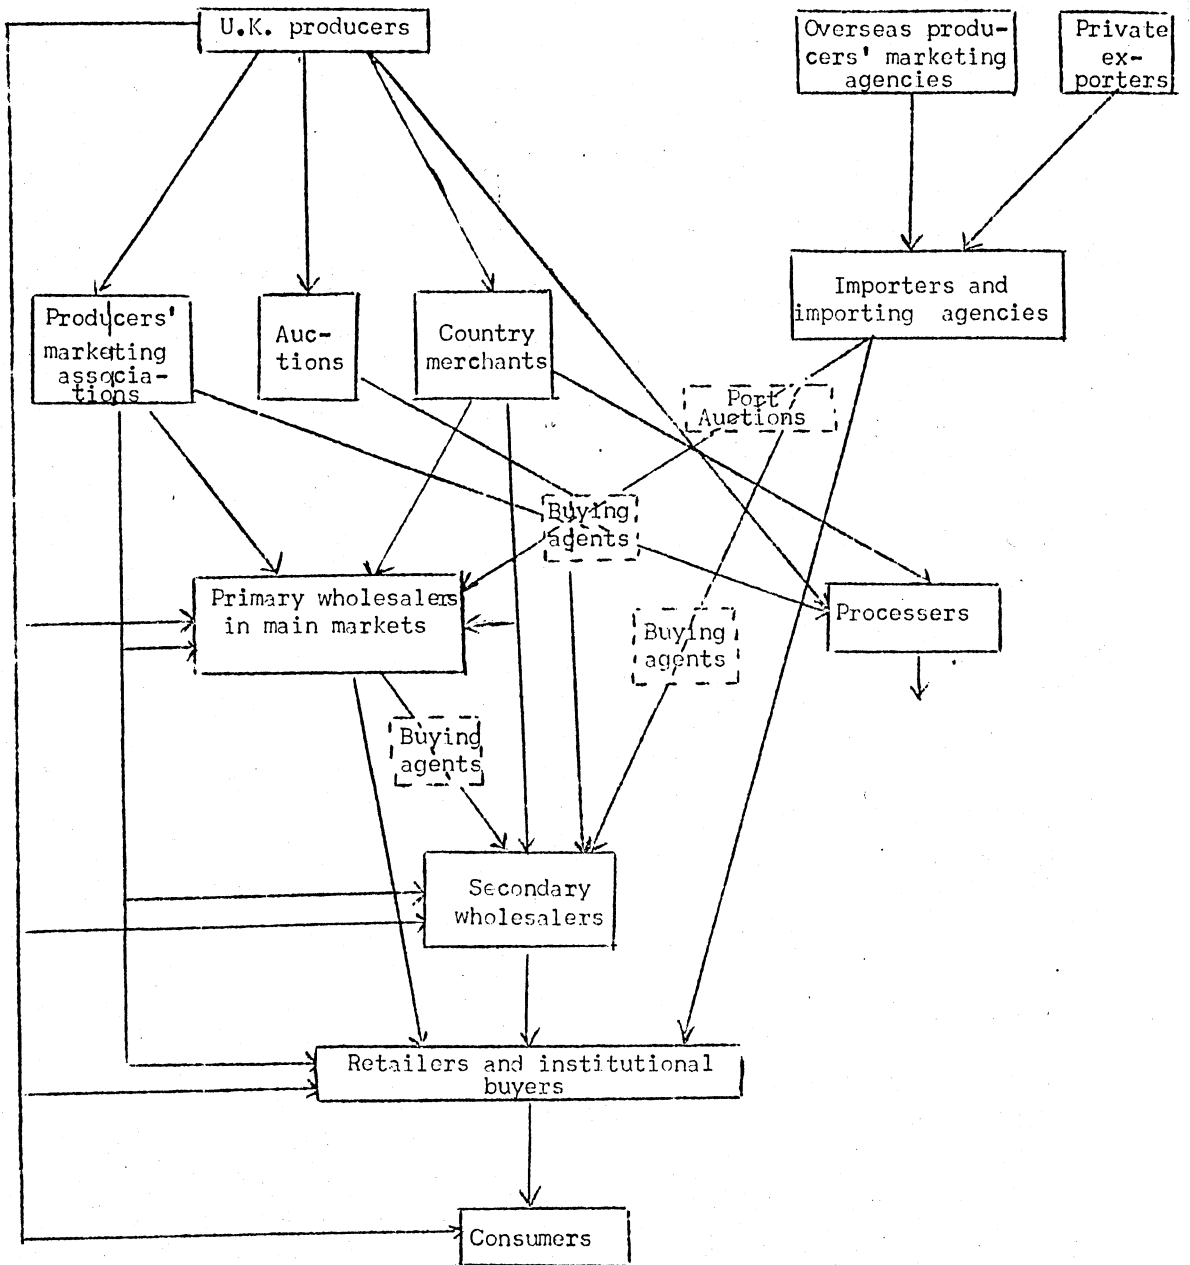 U.K. producers
Overseas produ-
cers' marketing
agencies
Private
ex-
porters
Importers and
importing agencies
Producers'
marketing
associa-
tions
Auc-
tions
Country
merchants
Port
Auctions
Buying
agents
Primary wholesalers
in main markets
Buying
agents
Processers
Buying
agents
Secondary
wholesalers
Retailers and institutional
buyers
Consumers